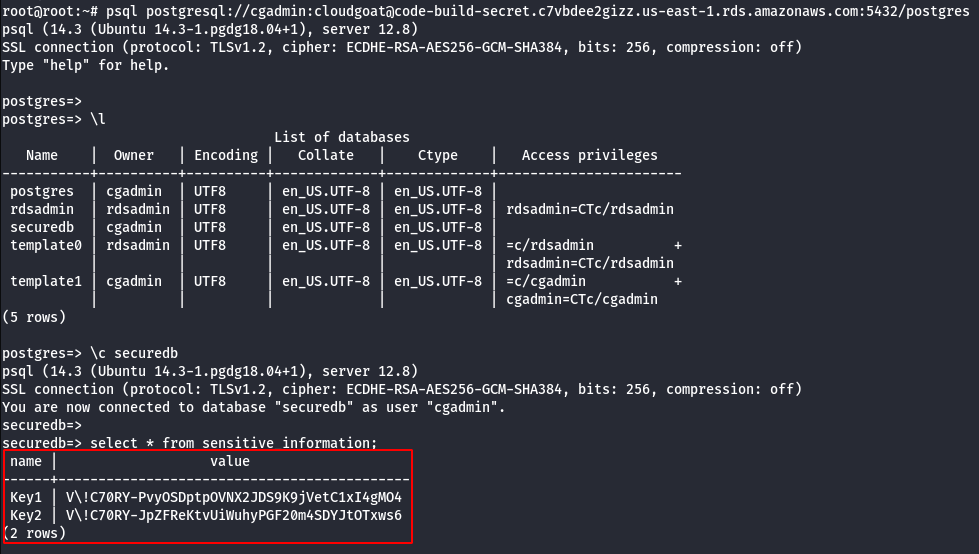 root@root:~# psql postgresql://cgadmin:cloudgoat@code-build-secret.c7vbdee2gizz.us-east-1.rds.amazonaws.com:5432/postgres
psql (14.3 (Ubuntu 14.3-1.pgdg18.04+1), server 12.8)
SSL connection (protocol: TLSv1.2, cipher: ECDHE-RSA-AES256-GCM-SHA384, bits: 256, compression: off)
Type "help" for help.
postgres=>
postgres=> \l
List of databases
Name | Owner | Encoding | Collate | Ctype | Access privileges
-----------+----------+----------+-------------+-------------+-----------------------
postgres | cgadmin | UTF8 | en_US.UTF-8 | en_US.UTF-8 |
rdsadmin | rdsadmin | UTF8 | en_US.UTF-8 | en_US.UTF-8 | rdsadmin=CTc/rdsadmin
securedb | cgadmin | UTF8 | en_US.UTF-8 | en_US.UTF-8 |
template0 | rdsadmin | UTF8 | en_US.UTF-8 | en_US.UTF-8 | =c/rdsadmin +
| | | | | rdsadmin=CTc/rdsadmin
template1 | cgadmin | UTF8 | en_US.UTF-8 | en_US.UTF-8 | =c/cgadmin +
| | | | | cgadmin=CTc/cgadmin
(5 rows)
postgres=> \c securedb
psql (14.3 (Ubuntu 14.3-1.pgdg18.04+1), server 12.8)
SSL connection (protocol: TLSv1.2, cipher: ECDHE-RSA-AES256-GCM-SHA384, bits: 256, compression: off)
You are now connected to database "securedb" as user "cgadmin".
securedb=>
securedb=> select * from sensitive_information;
name | value
------+--------------------------------------------
Key1 | V\!C70RY-PvyOSDptpOVNX2JDS9K9jVetC1xI4gMO4
Key2 | V\!C70RY-JpZFReKtvUiWuhyPGF20m4SDYJtOTxws6
(2 rows)